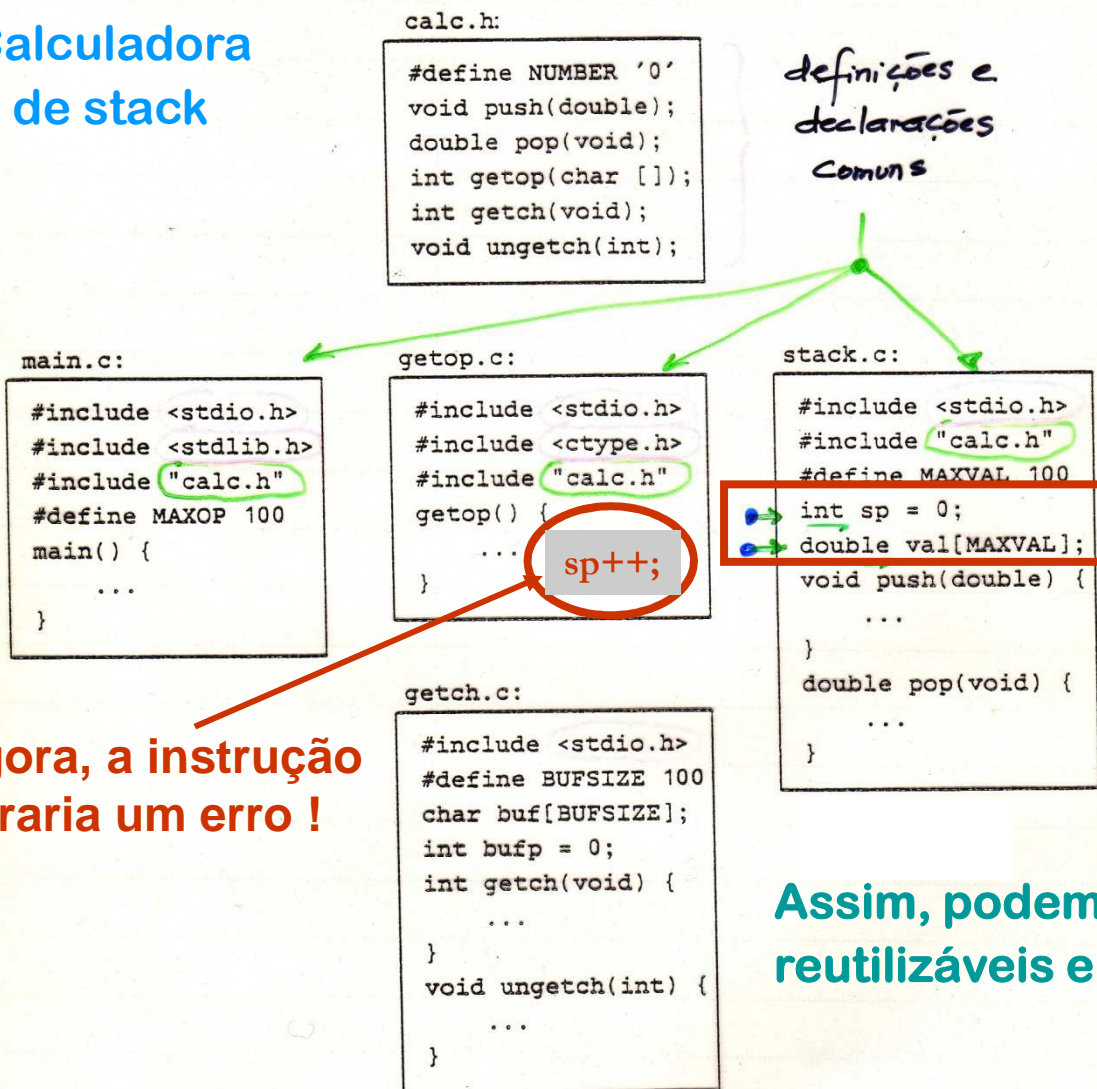 Calculadora
de stack
calc.h:
#define NUMBER '0'
void push(double);
double pop(void);
int getop(char []);
int getch(void);
void ungetch(int);
definições e
declarações
comuns
main.c:
#include <stdio.h>
#include <stdlib.h>
#include "calc.h"
#define MAXOP 100
main() {
...
}
getop.c:
#include <stdio.h>
#include <ctype.h>
#include "calc.h"
getop() {
...
sp++;
}
stack.c:
#include <stdio.h>
#include "calc.h"
#define MAXVAL 100
int sp = 0;
double val[MAXVAL];
void push(double) {
...
}
double pop(void) {
...
}
gora, a instrução
raria um erro !
getch.c:
#include <stdio.h>
#define BUFSIZE 100
char buf[BUFSIZE];
int bufp = 0;
int getch(void) {
...
}
void ungetch(int) {
...
}
Assim, podem
reutilizáveis e